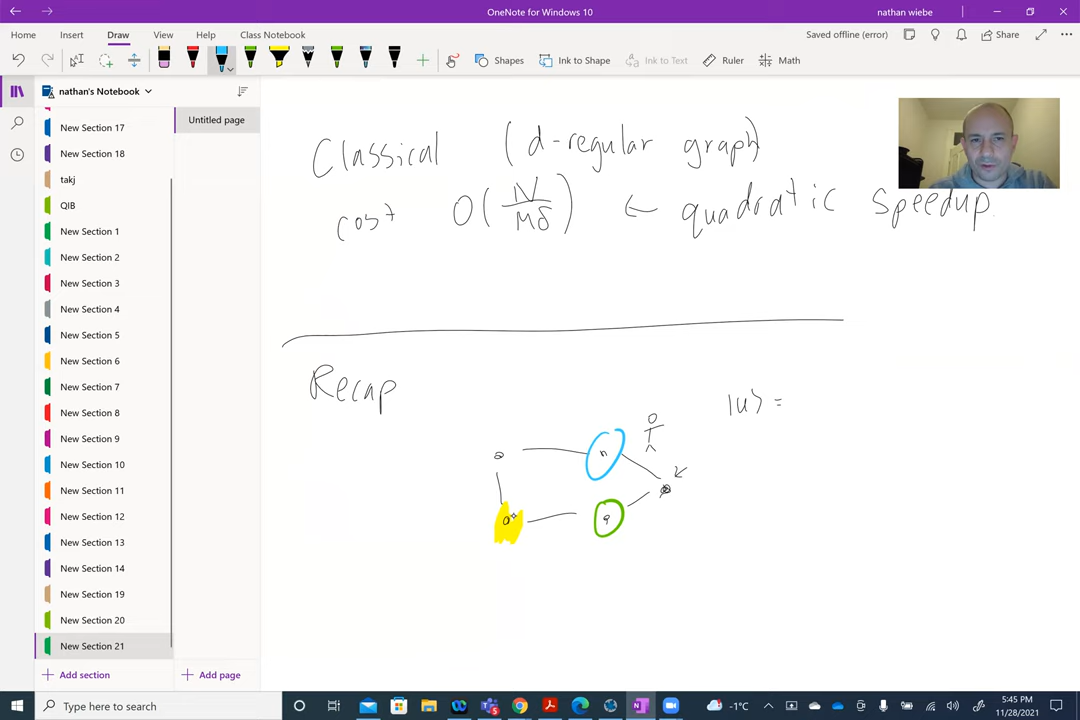 OneNote for Windows 10
nathan wiebe
Home Insert Draw View Help Class Notebook
Saved offline (error)
Share
Shapes
Ink to Shape
Ink to Text
Ruler
Math
nathan's Notebook
Untitled page
New Section 17
New Section 18
takj
QIB
New Section 1
New Section 2
New Section 3
New Section 4
New Section 5
New Section 6
New Section 7
New Section 8
New Section 9
New Section 10
New Section 11
New Section 12
New Section 13
New Section 14
New Section 19
New Section 20
New Section 21
Add section
Add page
Classical (d-regular graph)
cost O(N/Mδ) ← quadratic speedup.
Recap
|u> =
Type here to search
-1°C
5:45 PM
11/28/2021